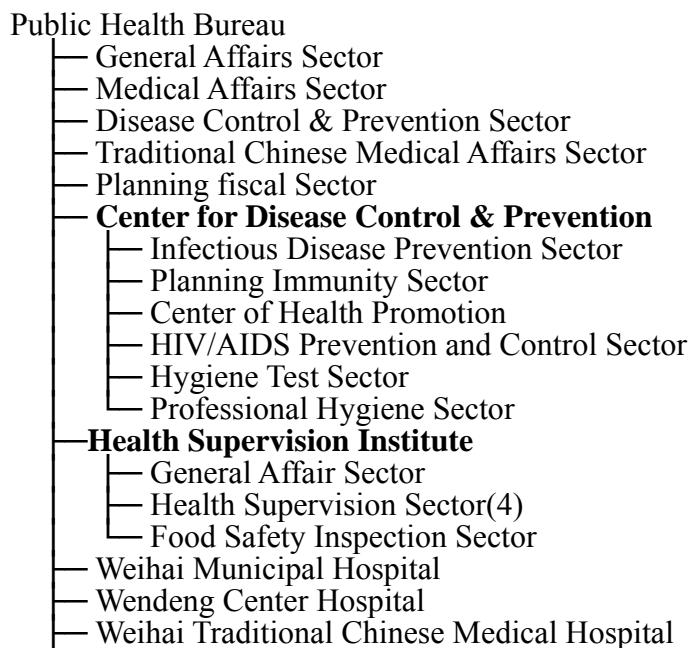 Public Health Bureau
General Affairs Sector
Medical Affairs Sector
Disease Control & Prevention Sector
Traditional Chinese Medical Affairs Sector
Planning fiscal Sector
Center for Disease Control & Prevention
Infectious Disease Prevention Sector
Planning Immunity Sector
Center of Health Promotion
HIV/AIDS Prevention and Control Sector
Hygiene Test Sector
Professional Hygiene Sector
Health Supervision Institute
General Affair Sector
Health Supervision Sector(4)
Food Safety Inspection Sector
Weihai Municipal Hospital
Wendeng Center Hospital
Weihai Traditional Chinese Medical Hospital